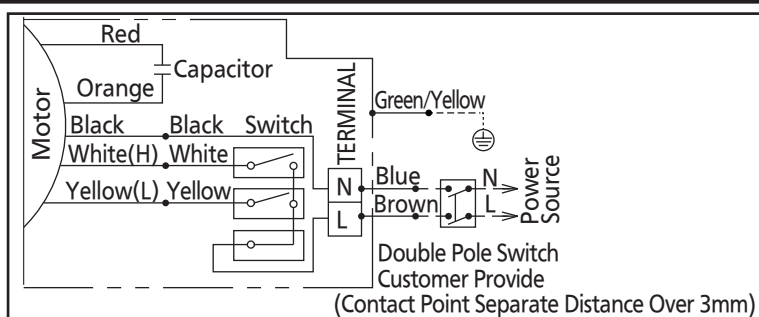 Red
Capacitor
Orange
Motor
Black Black Switch
White(H) White
Yellow(L) Yellow
TERMINAL
N
L
Green/Yellow
Blue N
Brown L
Power
Source
Double Pole Switch
Customer Provide
(Contact Point Separate Distance Over 3mm)